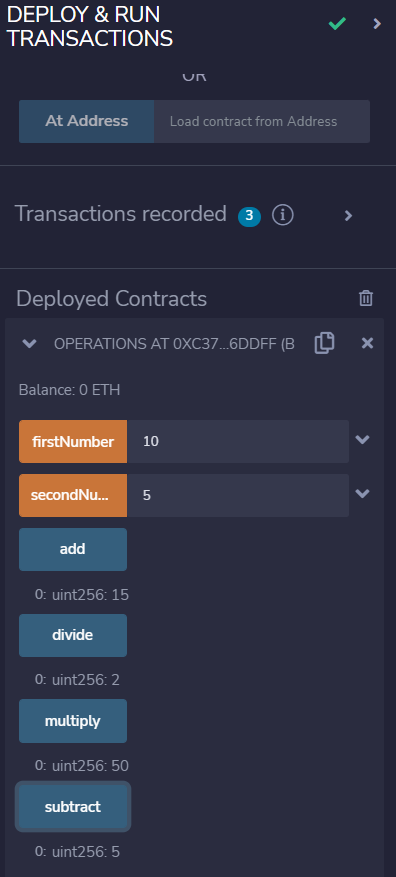 DEPLOY & RUN
TRANSACTIONS
OR
At Address Load contract from Address
Transactions recorded 3
Deployed Contracts
OPERATIONS AT 0XC37...6DDFF (B
Balance: 0 ETH
firstNumber 10
secondNu... 5
add
0: uint256: 15
divide
0: uint256: 2
multiply
0: uint256: 50
subtract
0: uint256: 5